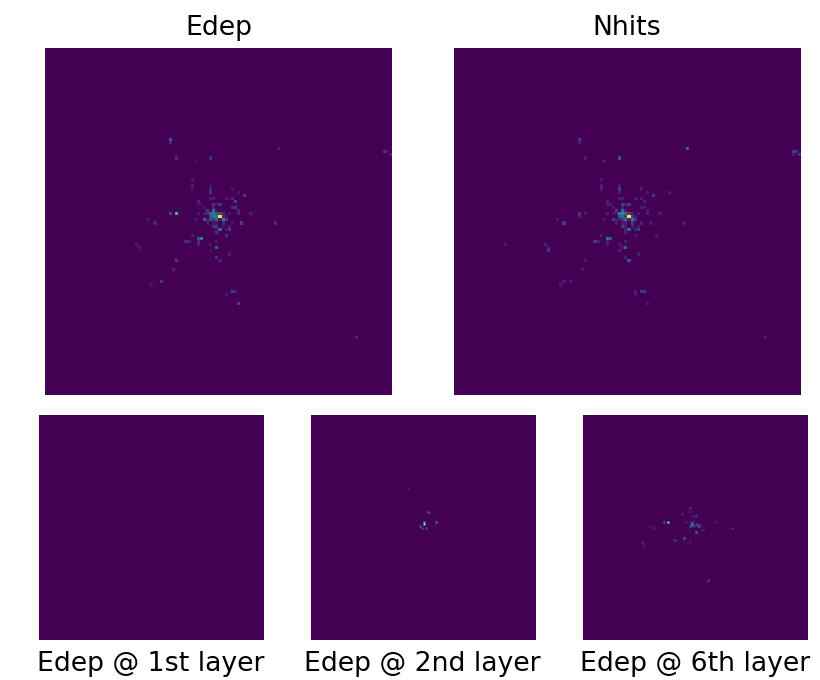 Edep
Nhits
Edep @ 1st layer
Edep @ 2nd layer
Edep @ 6th layer